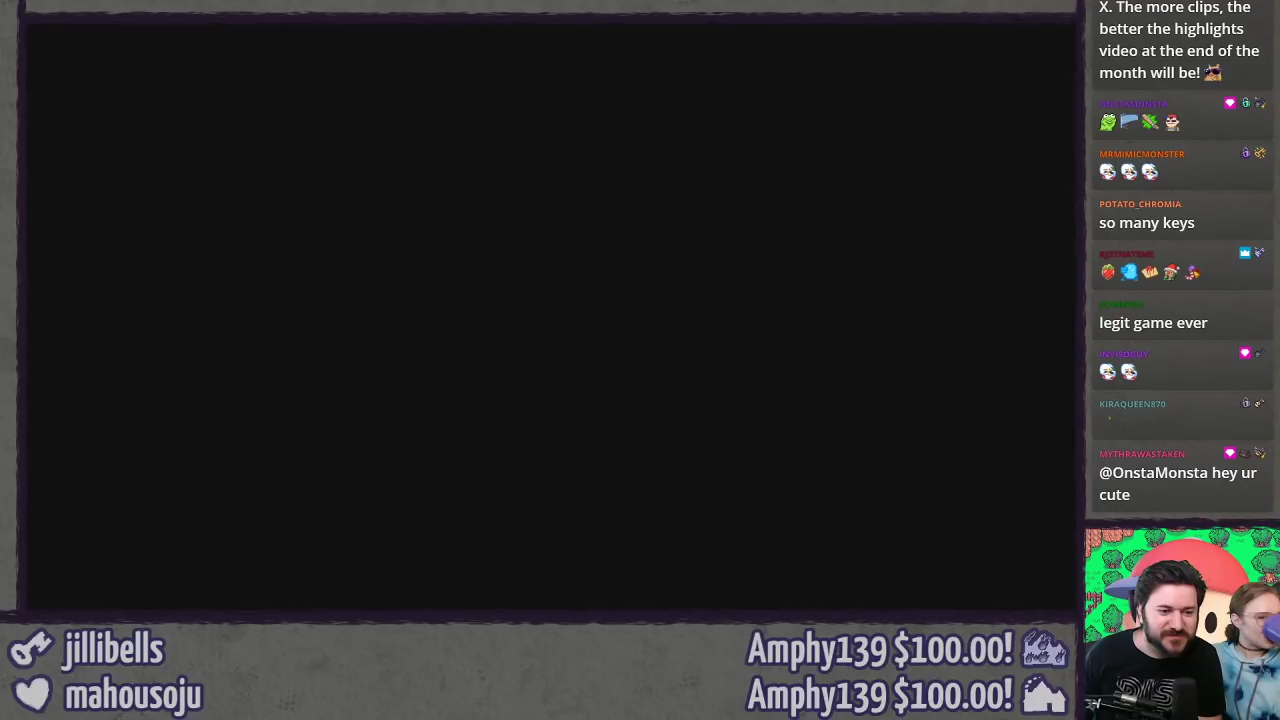 X. The more clips, the
better the highlights
video at the end of the
month will be!
ONSTAMONSTA
MRMIMICMONSTER
POTATO_CHROMIA
so many keys
legit game ever
INVISOGUY
KIRAQUEEN870
MYTHRAWASTAKEN
@OnstaMonsta hey ur
cute
jillibells
mahousoju
Amphy139 $100.00!
Amphy139 $100.00!